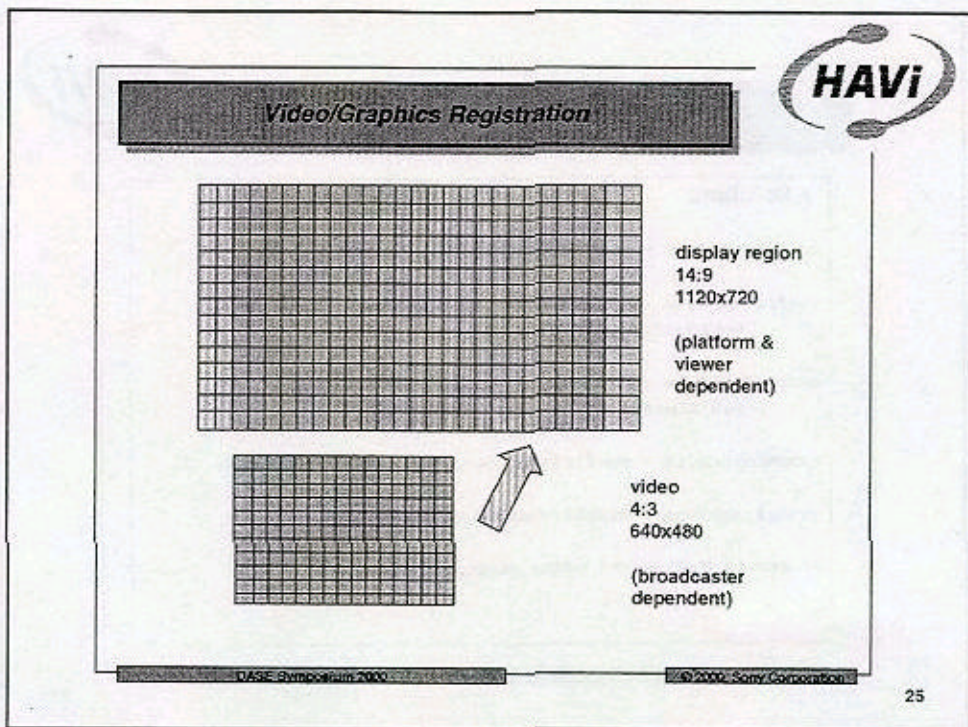 HAVi
Video/Graphics Registration
display region
14:9
1120x720
(platform &
viewer
dependent)
video
4:3
640x480
(broadcaster
dependent)
DASE Symposium 2000
© 2000, Sony Corporation
25